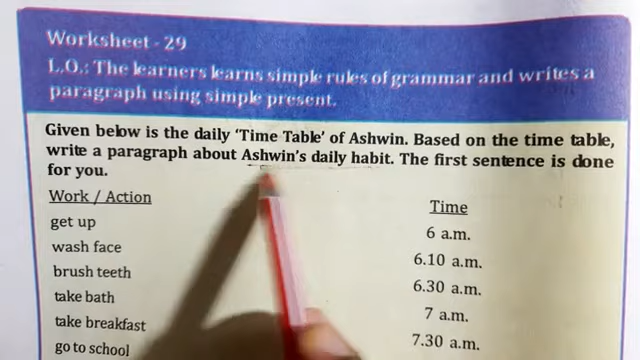 Worksheet - 29
L.O.: The learners learns simple rules of grammar and writes a
paragraph using simple present.
Given below is the daily 'Time Table' of Ashwin. Based on the time table,
write a paragraph about Ashwin's daily habit. The first sentence is done
for you.
Work / Action Time
get up 6 a.m.
wash face 6.10 a.m.
brush teeth 6.30 a.m.
take bath 7 a.m.
take breakfast 7.30 a.m.
go to school